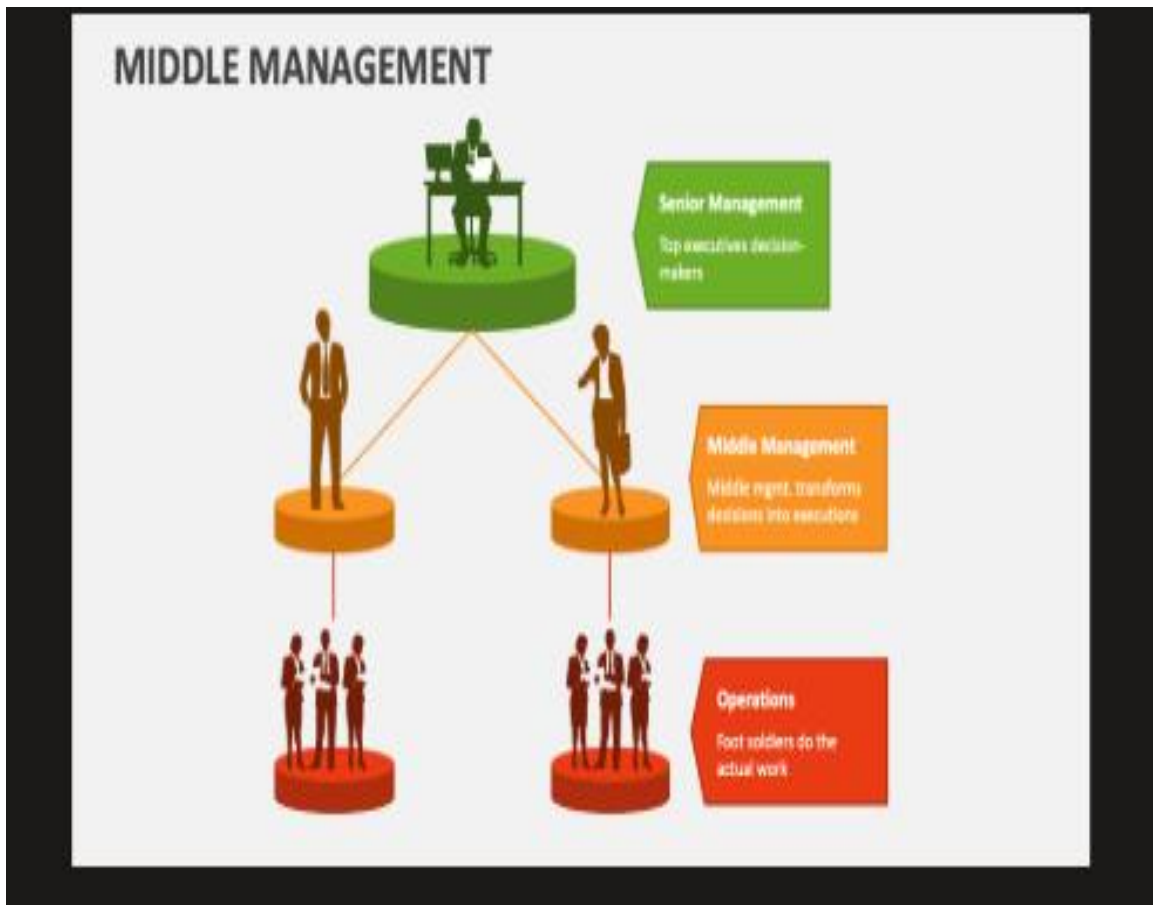 MIDDLE MANAGEMENT
Senior Management
Top executives decision-
makers
Middle Management
Middle mgmt. transforms
decisions into executions
Operations
Foot soldiers do the
actual work